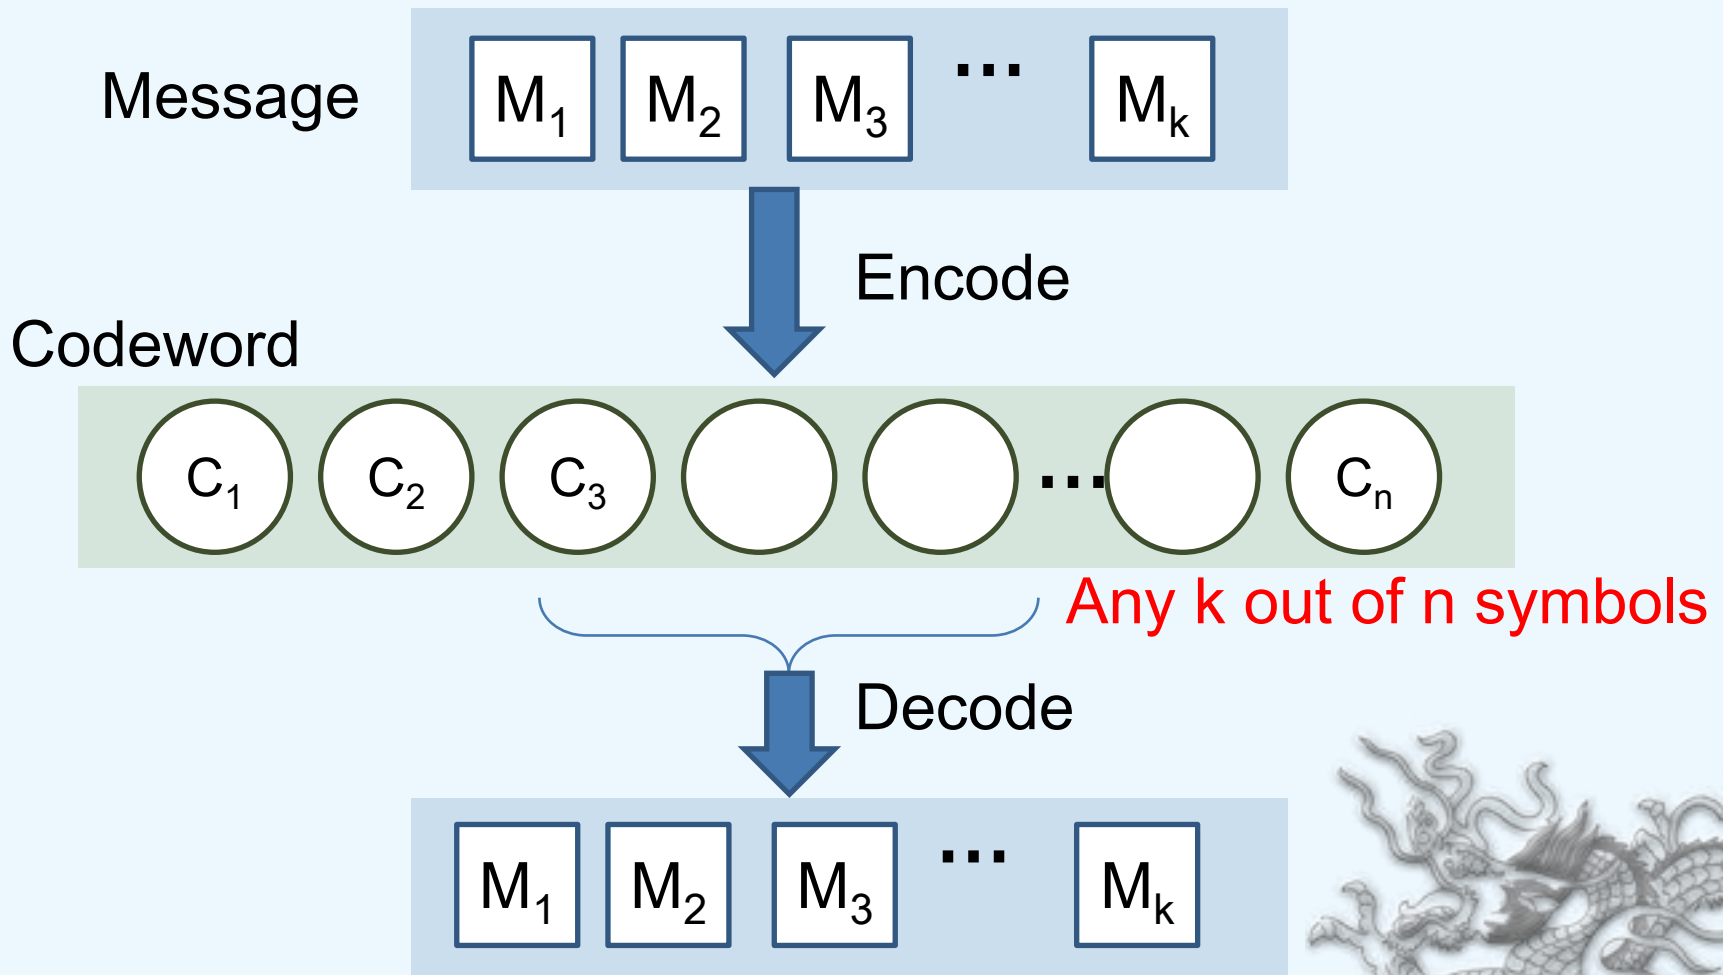 Message M₁ M₂ M₃ ... Mₖ
Encode
Codeword
C₁ C₂ C₃ ... Cₙ
Any k out of n symbols
Decode
M₁ M₂ M₃ ... Mₖ